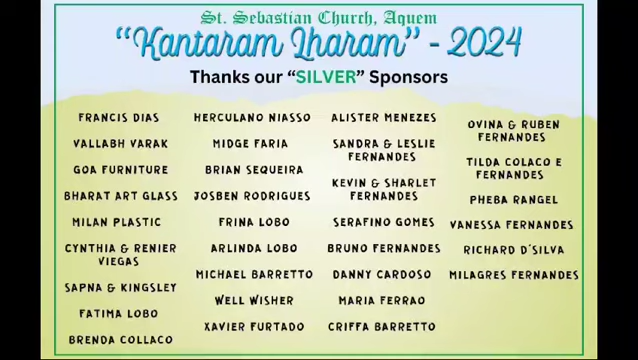 St. Sebastian Church, Aquem
“Kantaram Lharam” - 2024
Thanks our “SILVER” Sponsors
FRANCIS DIAS
VALLABH VARAK
GOA FURNITURE
BHARAT ART GLASS
MILAN PLASTIC
CYNTHIA & RENIER
VIEGAS
SAPNA & KINGSLEY
FATIMA LOBO
BRENDA COLLACO
HERCULANO NIASSO
MIDGE FARIA
BRIAN SEQUEIRA
JOSBEN RODRIGUES
FRINA LOBO
ARLINDA LOBO
MICHAEL BARRETTO
WELL WISHER
XAVIER FURTADO
ALISTER MENEZES
SANDRA & LESLIE
FERNANDES
KEVIN & SHARLET
FERNANDES
SERAFINO GOMES
BRUNO FERNANDES
DANNY CARDOSO
MARIA FERRAO
CRIFFA BARRETTO
OVINA & RUBEN
FERNANDES
TILDA COLACO E
FERNANDES
PHEBA RANGEL
VANESSA FERNANDES
RICHARD D'SILVA
MILAGRES FERNANDES